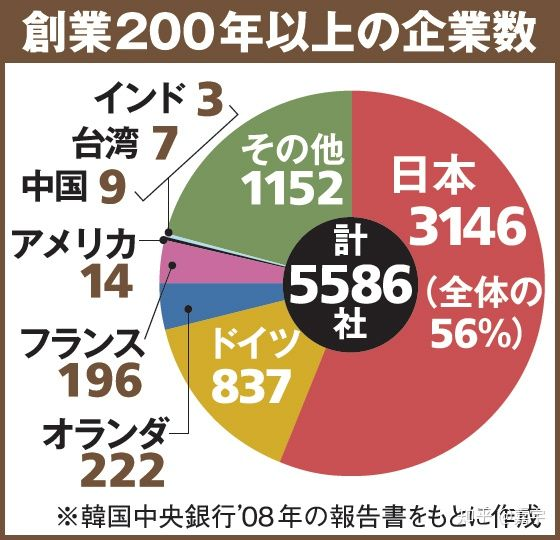 創業200年以上の企業数
インド 3
台湾 7
中国 9
アメリカ
14
フランス
196
オランダ
222
その他
1152
日本
3146
(全体の
56%)
ドイツ
837
計
5586
社
※韓国中央銀行'08年の報告書をもとに作成